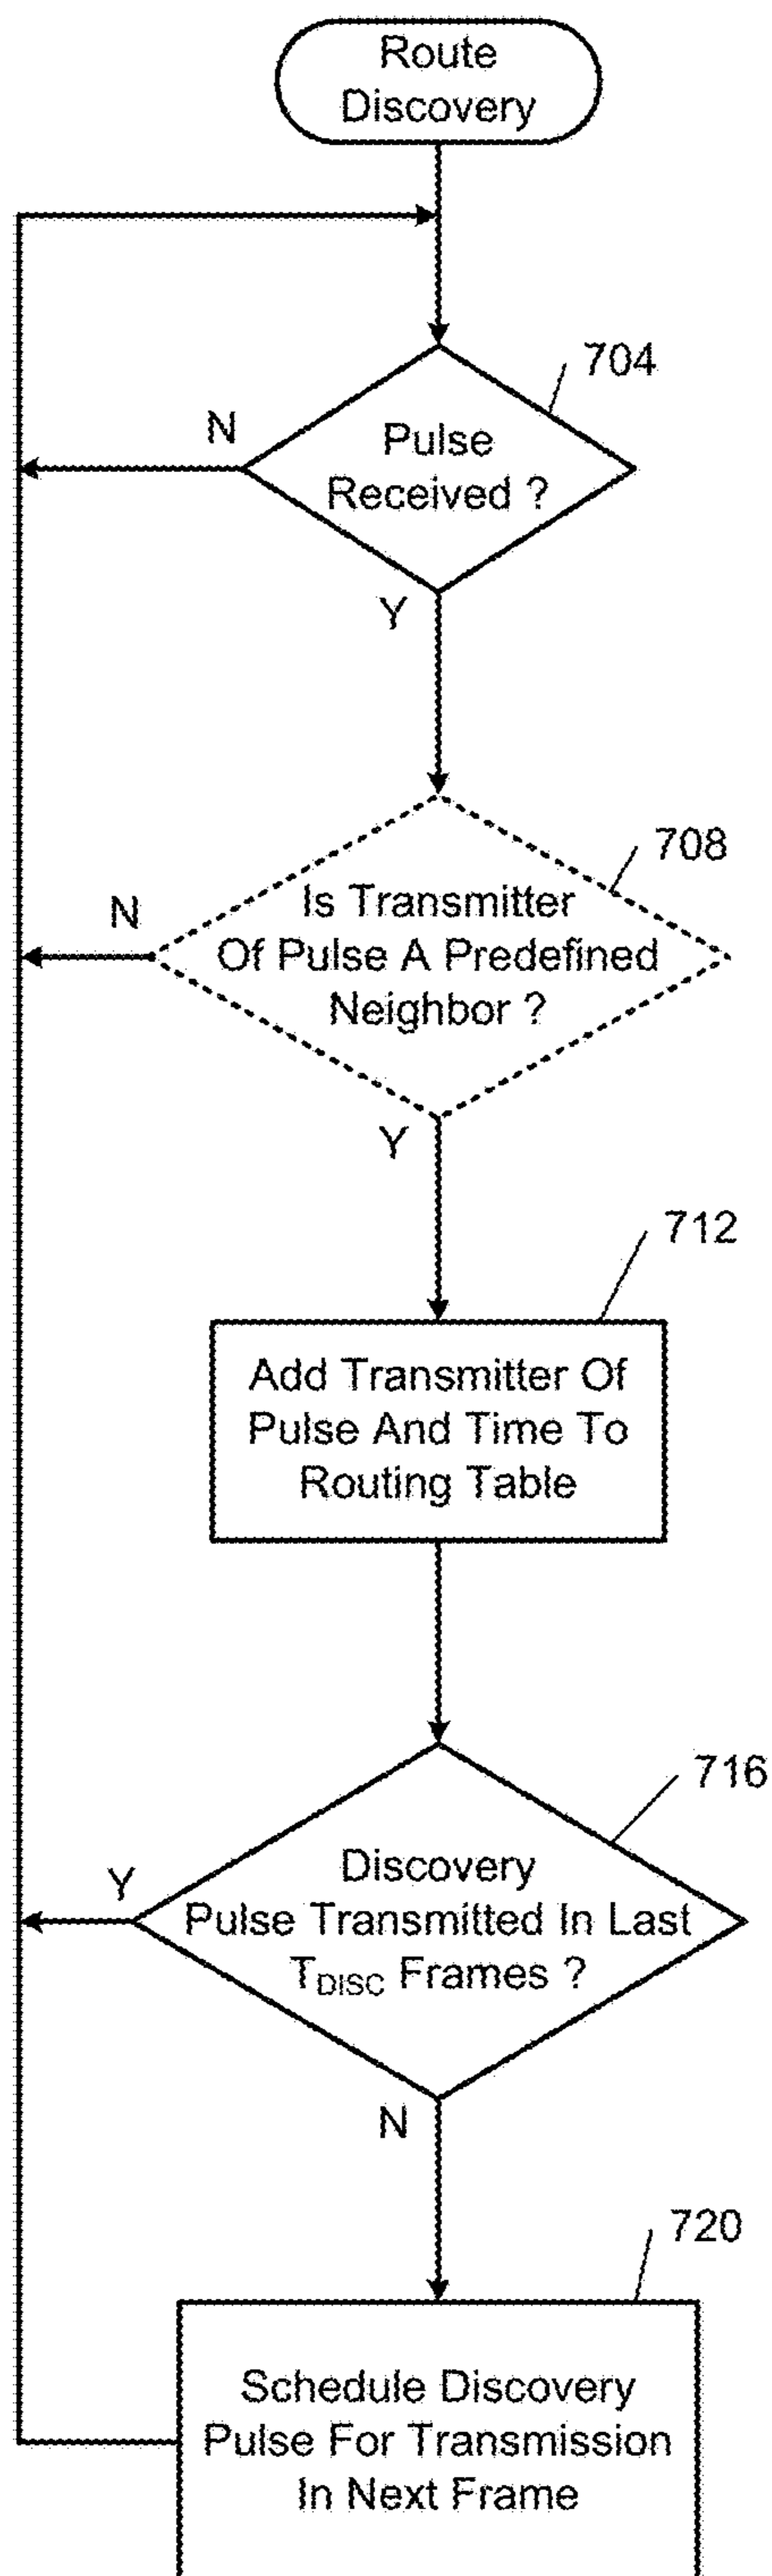 Route
Discovery
704
N
Pulse
Received ?
Y
708
N
Is Transmitter
Of Pulse A Predefined
Neighbor ?
Y
712
Add Transmitter Of
Pulse And Time To
Routing Table
716
Y
Discovery
Pulse Transmitted In Last
TDISC Frames ?
N
720
Schedule Discovery
Pulse For Transmission
In Next Frame